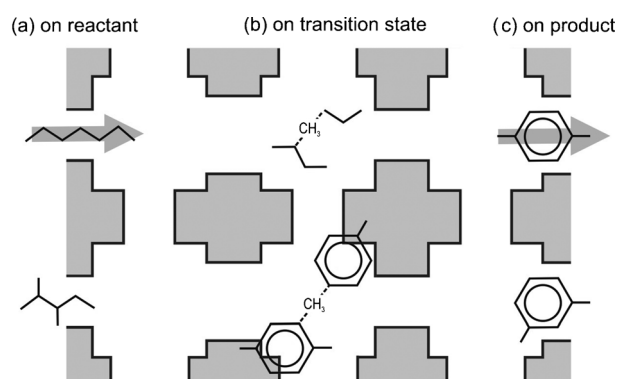 (a) on reactant
(b) on transition state
(c) on product
CH₃
CH₃